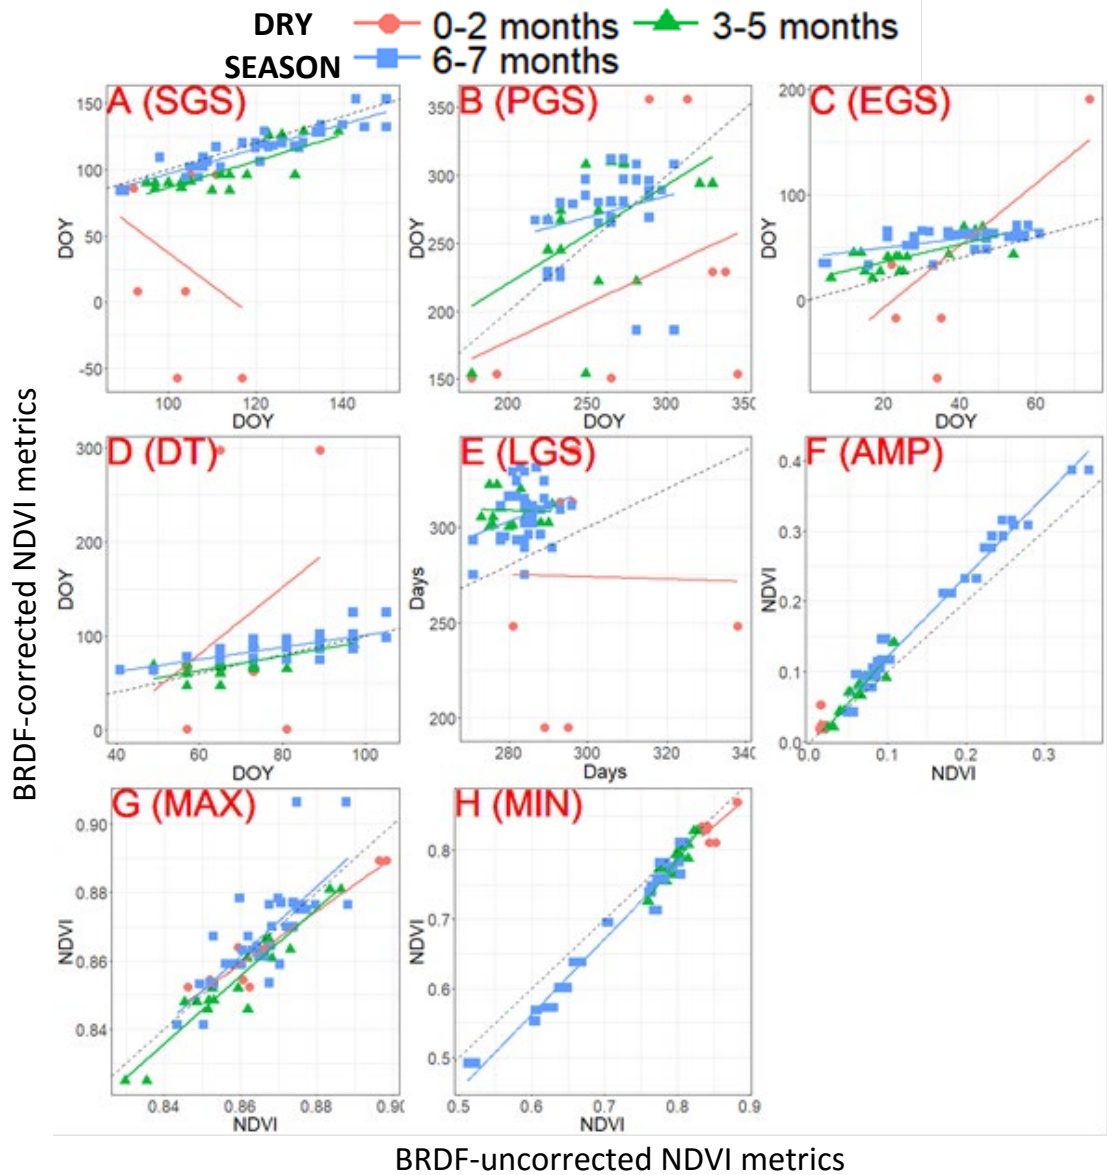 DRY
SEASON
0-2 months
3-5 months
6-7 months
BRDF-corrected NDVI metrics
A (SGS)
150
100
50
0
-50
DOY
100
120
140
DOY
B (PGS)
350
300
250
200
150
DOY
200
250
300
350
DOY
C (EGS)
200
100
0
DOY
20
40
60
DOY
D (DT)
300
200
100
0
DOY
40
60
80
100
DOY
E (LGS)
300
250
200
Days
280
300
320
340
Days
F (AMP)
0.4
0.3
0.2
0.1
0.0
NDVI
0.0
0.1
0.2
0.3
NDVI
G (MAX)
0.90
0.88
0.86
0.84
NDVI
0.84
0.86
0.88
0.90
NDVI
H (MIN)
0.8
0.7
0.6
0.5
NDVI
0.5
0.6
0.7
0.8
0.9
NDVI
BRDF-uncorrected NDVI metrics